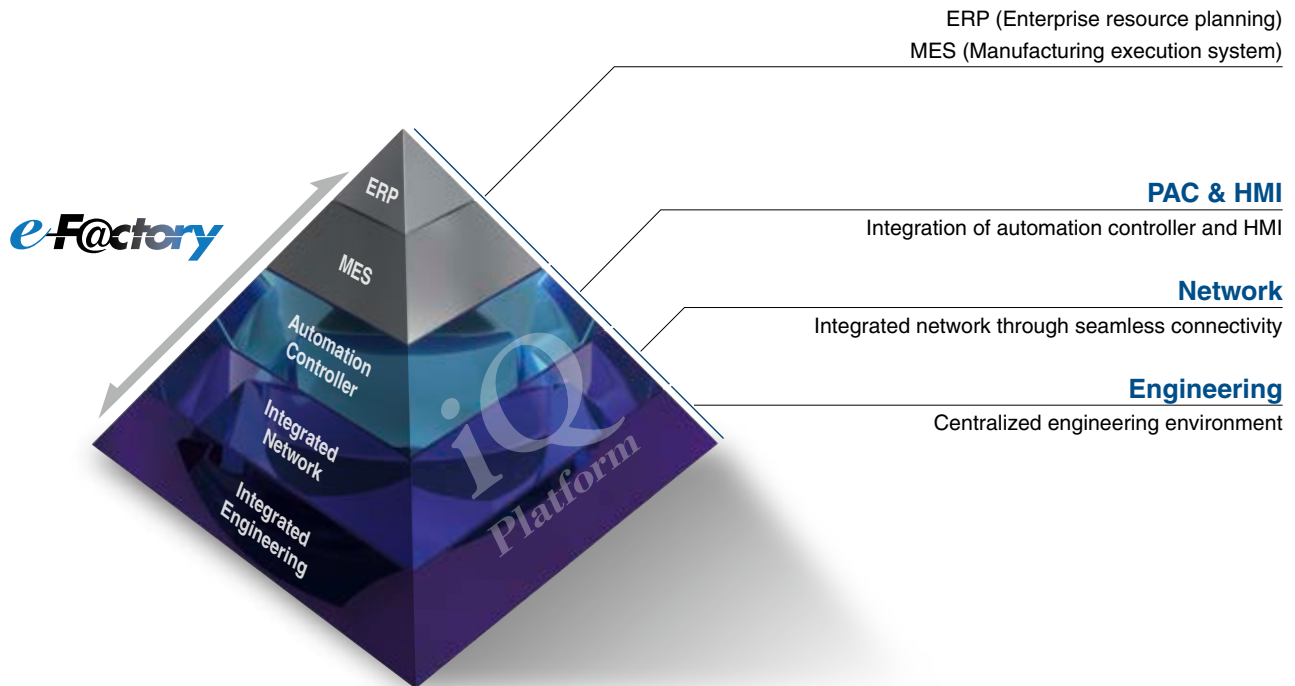 ERP (Enterprise resource planning)
MES (Manufacturing execution system)
e-F@ctory
ERP
MES
Automation
Controller
Integrated
Network
Integrated
Engineering
iQ
Platform
PAC & HMI
Integration of automation controller and HMI
Network
Integrated network through seamless connectivity
Engineering
Centralized engineering environment